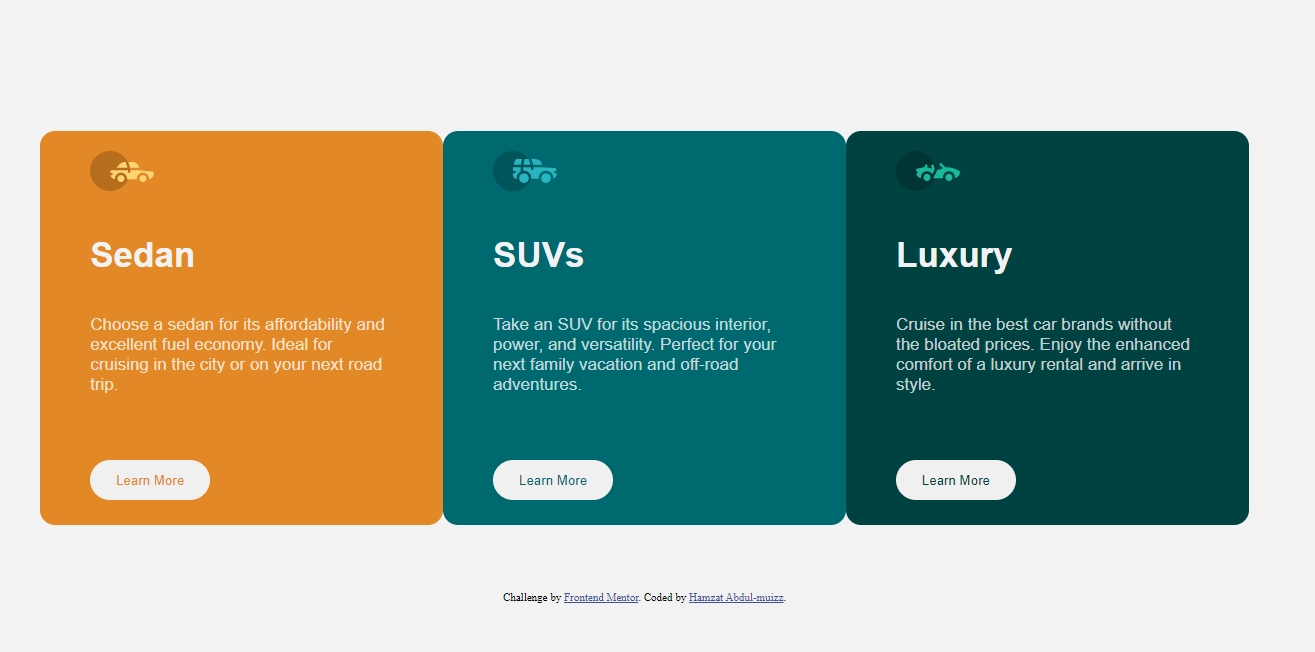 Sedan
Choose a sedan for its affordability and
excellent fuel economy. Ideal for
cruising in the city or on your next road
trip.
Learn More
SUVs
Take an SUV for its spacious interior,
power, and versatility. Perfect for your
next family vacation and off-road
adventures.
Learn More
Luxury
Cruise in the best car brands without
the bloated prices. Enjoy the enhanced
comfort of a luxury rental and arrive in
style.
Learn More
Challenge by Frontend Mentor. Coded by Hamzat Abdul-muizz.